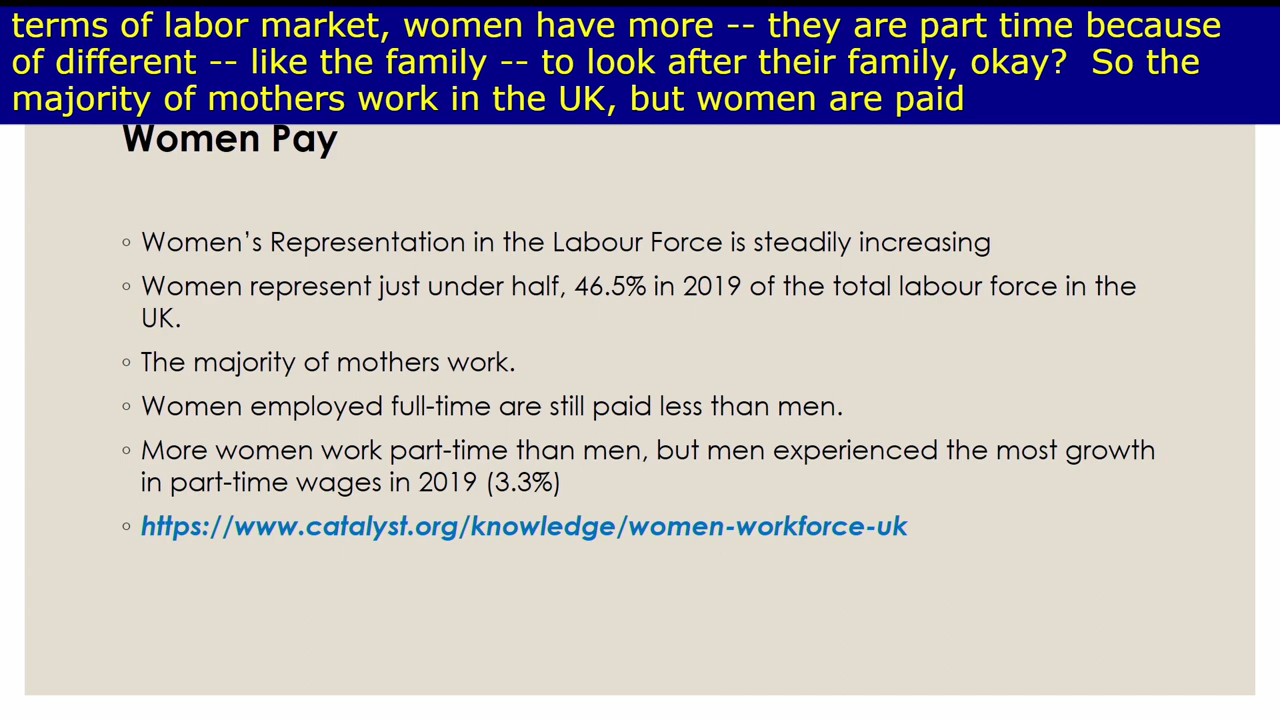 terms of labor market, women have more -- they are part time because
of different -- like the family -- to look after their family, okay?  So the
majority of mothers work in the UK, but women are paid
Women Pay
◦ Women’s Representation in the Labour Force is steadily increasing
◦ Women represent just under half, 46.5% in 2019 of the total labour force in the
UK.
◦ The majority of mothers work.
◦ Women employed full-time are still paid less than men.
◦ More women work part-time than men, but men experienced the most growth
in part-time wages in 2019 (3.3%)
◦ https://www.catalyst.org/knowledge/women-workforce-uk